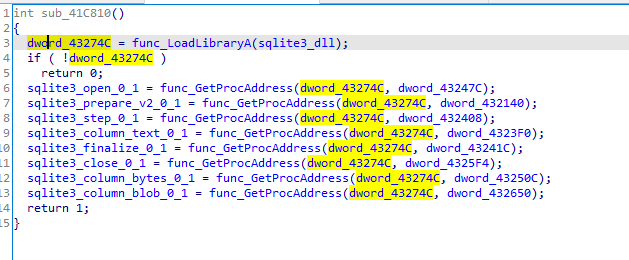 1 int sub_41C810()
2 {
3 dword_43274C = func_LoadLibraryA(sqlite3_dll);
4 if ( !dword_43274C )
5 return 0;
6 sqlite3_open_0_1 = func_GetProcAddress(dword_43274C, dword_43247C);
7 sqlite3_prepare_v2_0_1 = func_GetProcAddress(dword_43274C, dword_432140);
8 sqlite3_step_0_1 = func_GetProcAddress(dword_43274C, dword_432408);
9 sqlite3_column_text_0_1 = func_GetProcAddress(dword_43274C, dword_4323F0);
10 sqlite3_finalize_0_1 = func_GetProcAddress(dword_43274C, dword_43241C);
11 sqlite3_close_0_1 = func_GetProcAddress(dword_43274C, dword_4325F4);
12 sqlite3_column_bytes_0_1 = func_GetProcAddress(dword_43274C, dword_43250C);
13 sqlite3_column_blob_0_1 = func_GetProcAddress(dword_43274C, dword_432650);
14 return 1;
15 }